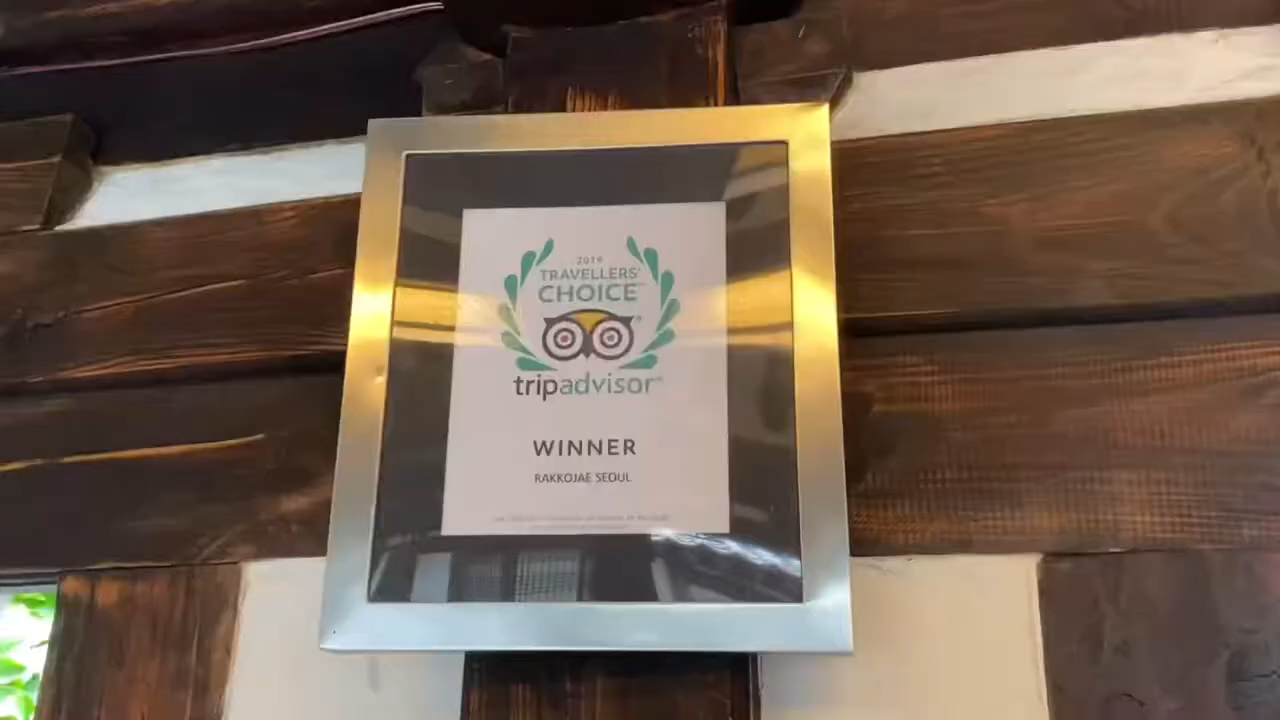 2019
TRAVELLERS'
CHOICE
tripadvisor
WINNER
RAKKOJAE SEOUL